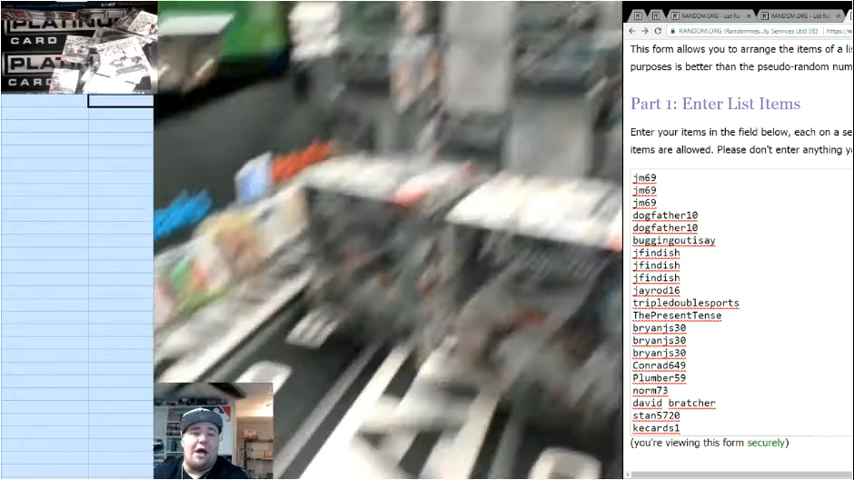 PLATINU
CARD
PLATI
CARD
RANDOM.ORG - List Ra
RANDOM.ORG - List Ra
RANDOM.ORG (Randomness...ty Services Ltd) [IE]
This form allows you to arrange the items of a lis
purposes is better than the pseudo-random num
Part 1: Enter List Items
Enter your items in the field below, each on a se
items are allowed. Please don't enter anything y
jm69
jm69
jm69
dogfather10
dogfather10
buggingoutisay
jfindish
jfindish
jfindish
jayrod16
tripledoublesports
ThePresentTense
bryanjs30
bryanjs30
bryanjs30
Conrad649
Plumber59
norm73
david bratcher
stan5720
kecards1
(you're viewing this form securely)